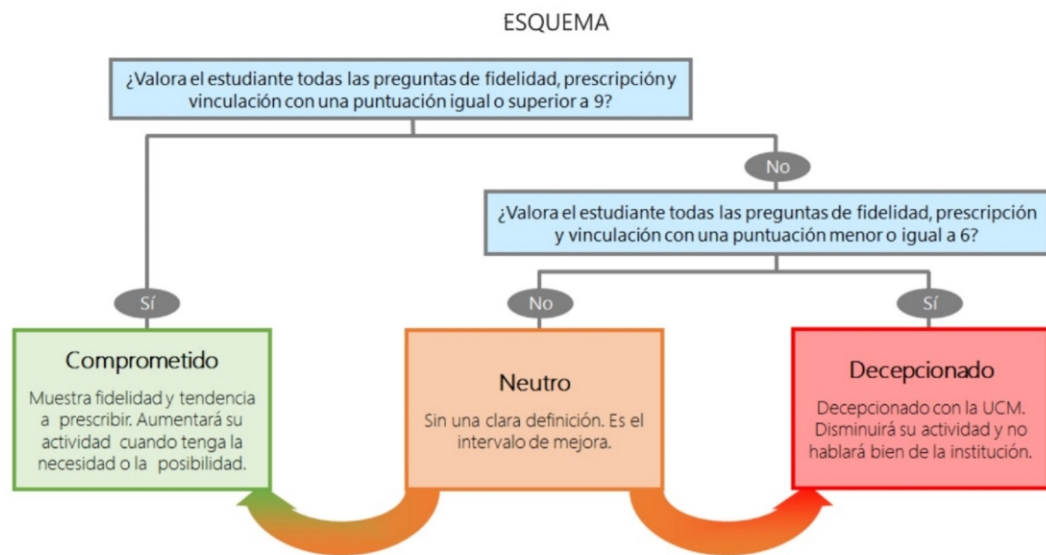 ESQUEMA
¿Valora el estudiante todas las preguntas de fidelidad, prescripción y
vinculación con una puntuación igual o superior a 9?
No
¿Valora el estudiante todas las preguntas de fidelidad, prescripción
y vinculación con una puntuación menor o igual a 6?
Sí
No
Sí
Comprometido
Muestra fidelidad y tendencia
a prescribir. Aumentará su
actividad cuando tenga la
necesidad o la posibilidad.
Neutro
Sin una clara definición. Es el
intervalo de mejora.
Decepcionado
Decepcionado con la UCM.
Disminuirá su actividad y no
hablará bien de la institución.